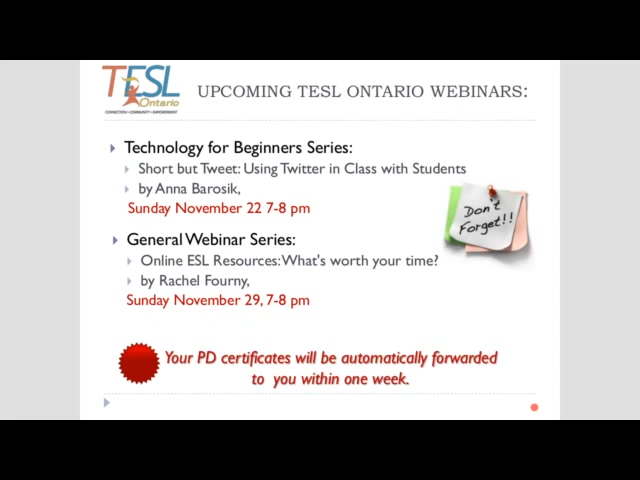 TESL
Ontario
CONNECTION • COMMUNITY • EMPOWERMENT
UPCOMING TESL ONTARIO WEBINARS:
Technology for Beginners Series:
Short but Tweet: Using Twitter in Class with Students
by Anna Barosik,
Sunday November 22 7-8 pm
Don't
Forget!!
General Webinar Series:
Online ESL Resources: What's worth your time?
by Rachel Fourny,
Sunday November 29, 7-8 pm
Your PD certificates will be automatically forwarded
to you within one week.